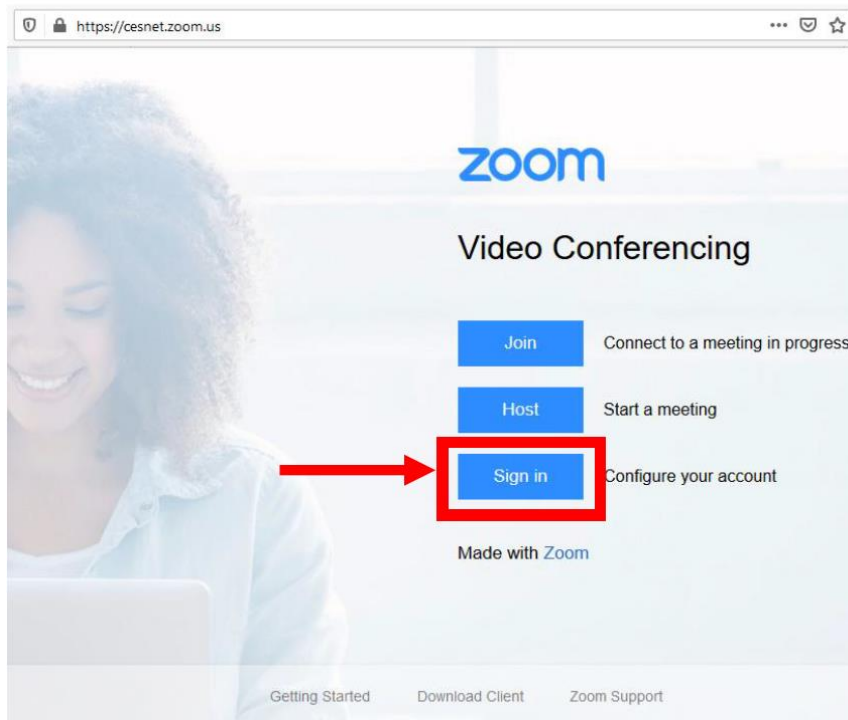 https://cesnet.zoom.us
zoom
Video Conferencing
Join Connect to a meeting in progress
Host Start a meeting
Sign in Configure your account
Made with Zoom
Getting Started Download Client Zoom Support